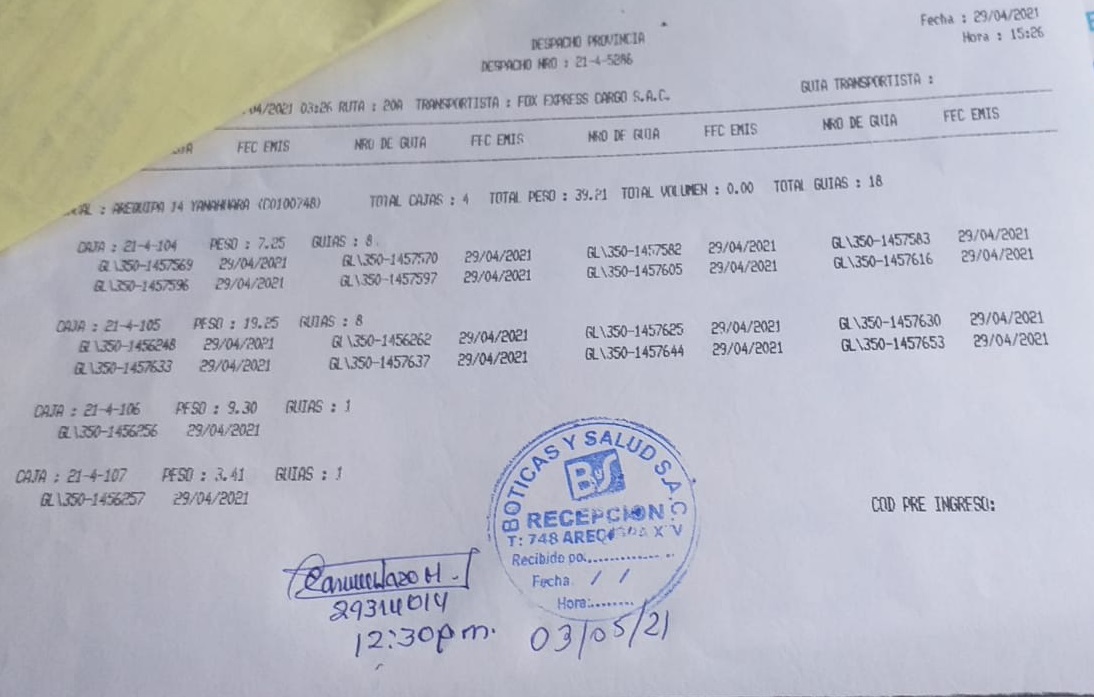 Fecha : 29/04/2021
Hora : 15:26
DESPACHO PROVINCIA
DESPACHO NRO : 21-4-5286
GUIA TRANSPORTISTA :
04/2021 03:26 RUTA : 20A TRANSPORTISTA : FOX EXPRESS CARGO S.A.C.
FEC EMIS NRO DE GUIA FEC EMIS NRO DE GUIA FEC EMIS NRO DE GUIA FEC EMIS
: AREQUIPA 14 YANAHUARA (C0100748) TOTAL CAJAS : 4 TOTAL PESO : 39.21 TOTAL VOLUMEN : 0.00 TOTAL GUIAS : 18
CAJA : 21-4-104 PESO : 7.25 GUIAS : 8
GL\350-1457569 29/04/2021 GL\350-1457570 29/04/2021 GL\350-1457582 29/04/2021 GL\350-1457583 29/04/2021
GL\350-1457596 29/04/2021 GL\350-1457597 29/04/2021 GL\350-1457605 29/04/2021 GL\350-1457616 29/04/2021
CAJA : 21-4-105 PESO : 19.25 GUIAS : 8
GL\350-1456248 29/04/2021 GL\350-1456262 29/04/2021 GL\350-1457625 29/04/2021 GL\350-1457630 29/04/2021
GL\350-1457633 29/04/2021 GL\350-1457637 29/04/2021 GL\350-1457644 29/04/2021 GL\350-1457653 29/04/2021
CAJA : 21-4-106 PESO : 9.30 GUIAS : 1
GL\350-1456256 29/04/2021
CAJA : 21-4-107 PESO : 3.41 GUIAS : 1
GL\350-1456257 29/04/2021
COD PRE INGRESO:
BOTICAS Y SALUD S.A.C
BS
RECEPCION
T: 748 AREQUIPA XIV
Recibido por
Fecha / /
Hora:
29314014
12:30pm.
03/05/21